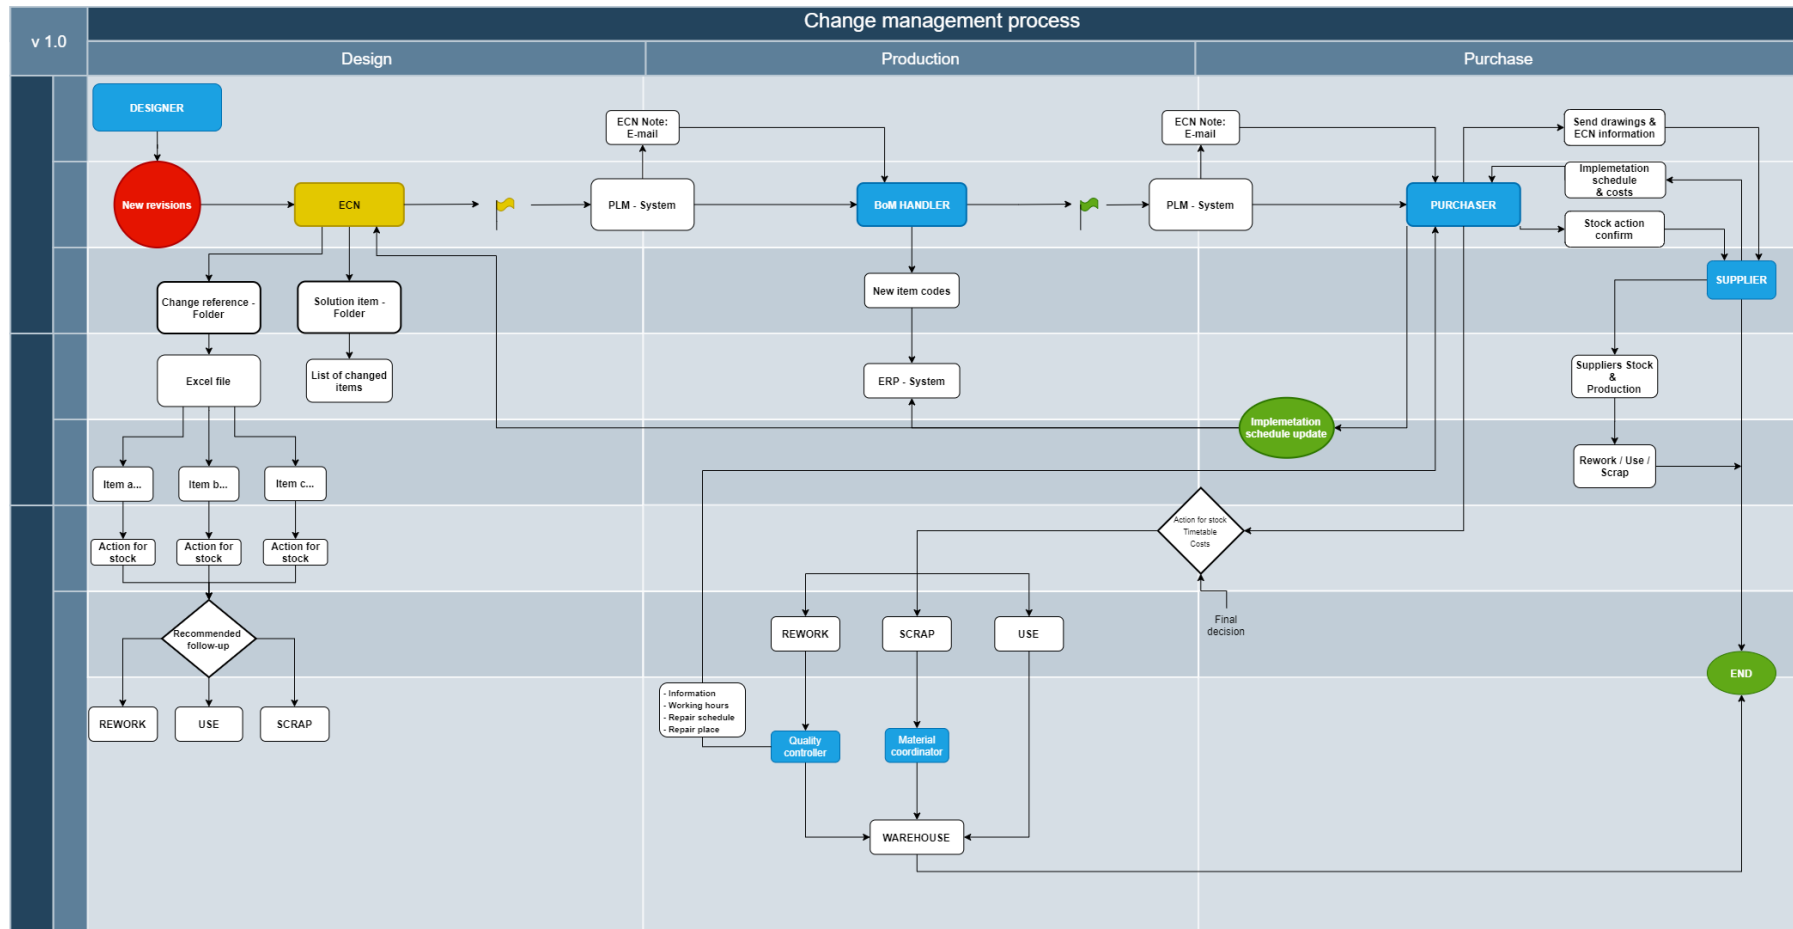 Change management process
v 1.0
Design
Production
Purchase
DESIGNER
ECN Note:
E-mail
ECN Note:
E-mail
Send drawings &
ECN information
New revisions
ECN
PLM - System
BoM HANDLER
PLM - System
PURCHASER
Implemetation
schedule
& costs
Stock action
confirm
Change reference -
Folder
Solution item -
Folder
New item codes
SUPPLIER
Excel file
List of changed
items
ERP - System
Suppliers Stock
&
Production
Implemetation
schedule update
Item a...
Item b...
Item c...
Rework / Use /
Scrap
Action for
stock
Action for
stock
Action for
stock
Action for stock
Timetable
Costs
Recommended
follow-up
REWORK
SCRAP
USE
Final
decision
END
REWORK
USE
SCRAP
- Information
- Working hours
- Repair schedule
- Repair place
Quality
controller
Material
coordinator
WAREHOUSE